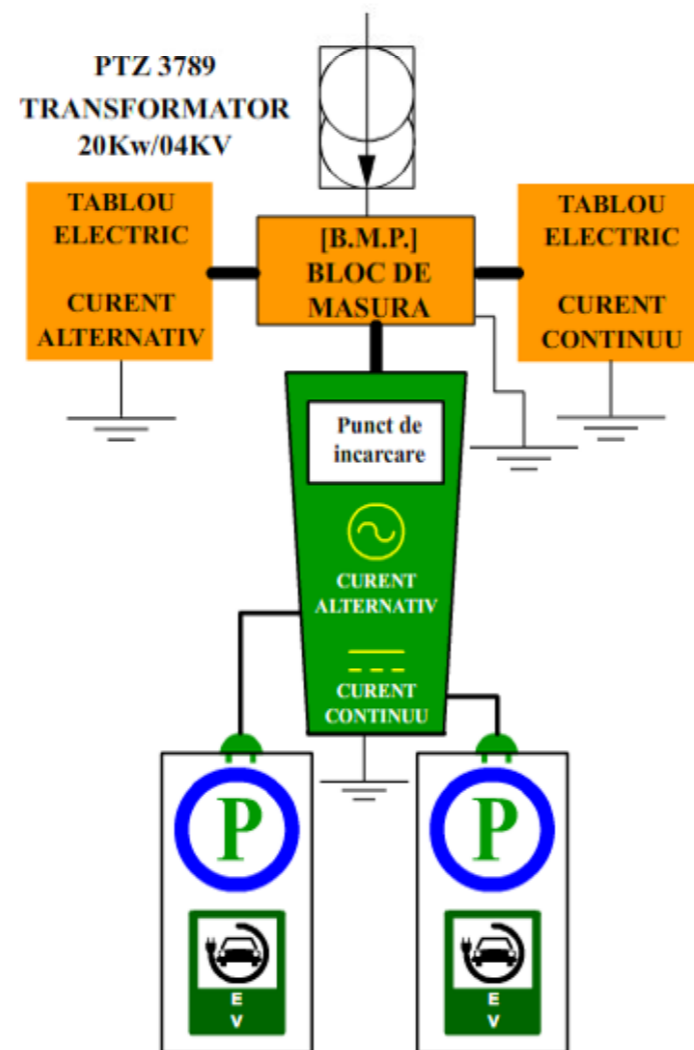 PTZ 3789
TRANSFORMATOR
20Kw/04KV
TABLOU
ELECTRIC
CURENT
ALTERNATIV
[B.M.P.]
BLOC DE
MASURA
TABLOU
ELECTRIC
CURENT
CONTINUU
Punct de
incarcare
CURENT
ALTERNATIV
CURENT
CONTINUU
P
E
V
P
E
V